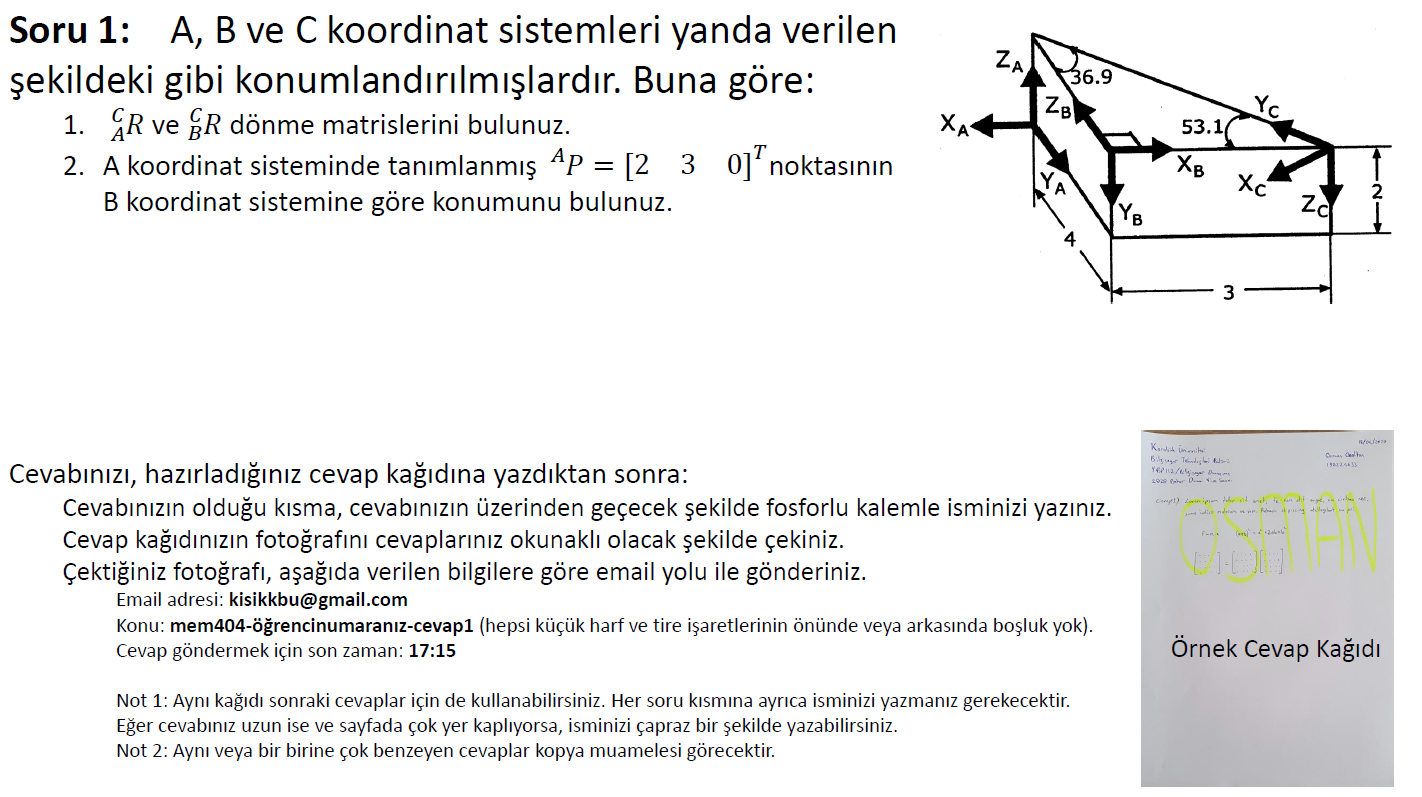 Soru 1: A, B ve C koordinat sistemleri yanda verilen
şekildeki gibi konumlandırılmışlardır. Buna göre:
1. ᶜ_A R ve ᶜ_B R dönme matrislerini bulunuz.
2. A koordinat sisteminde tanımlanmış ᴬP = [2 3 0]ᵀ noktasının
B koordinat sistemine göre konumunu bulunuz.
Z_A
36.9
Z_B
Y_C
X_A
53.1
X_B
Y_A
X_C
Y_B
Z_C
2
4
3
Cevabınızı, hazırladığınız cevap kağıdına yazdıktan sonra:
Cevabınızın olduğu kısma, cevabınızın üzerinden geçecek şekilde fosforlu kalemle isminizi yazınız.
Cevap kağıdınızın fotoğrafını cevaplarınız okunaklı olacak şekilde çekiniz.
Çektiğiniz fotoğrafı, aşağıda verilen bilgilere göre email yolu ile gönderiniz.
Email adresi: kisikkbu@gmail.com
Konu: mem404-öğrencinumaranız-cevap1 (hepsi küçük harf ve tire işaretlerinin önünde veya arkasında boşluk yok).
Cevap göndermek için son zaman: 17:15
Not 1: Aynı kağıdı sonraki cevaplar için de kullanabilirsiniz. Her soru kısmına ayrıca isminizi yazmanız gerekecektir.
Eğer cevabınız uzun ise ve sayfada çok yer kaplıyorsa, isminizi çapraz bir şekilde yazabilirsiniz.
Not 2: Aynı veya bir birine çok benzeyen cevaplar kopya muamelesi görecektir.
OSMAN
Örnek Cevap Kağıdı